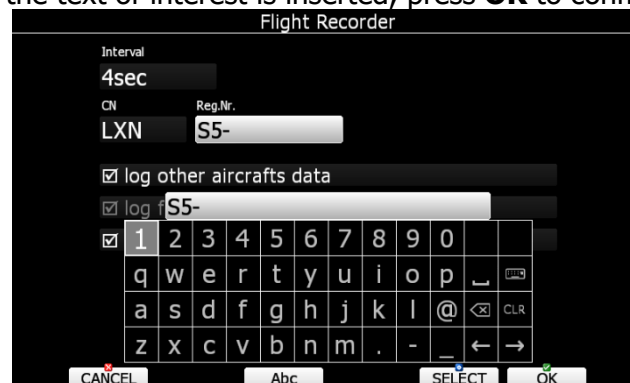 the text of interest is inserted, press OK to con
Flight Recorder
Interval
4sec
CN Reg.Nr.
LXN S5-
log other aircrafts data
log f
S5-
1 2 3 4 5 6 7 8 9 0
q w e r t y u i o p
a s d f g h j k l @ CLR
z x c v b n m . - _ ← →
CANCEL Abc SELECT OK